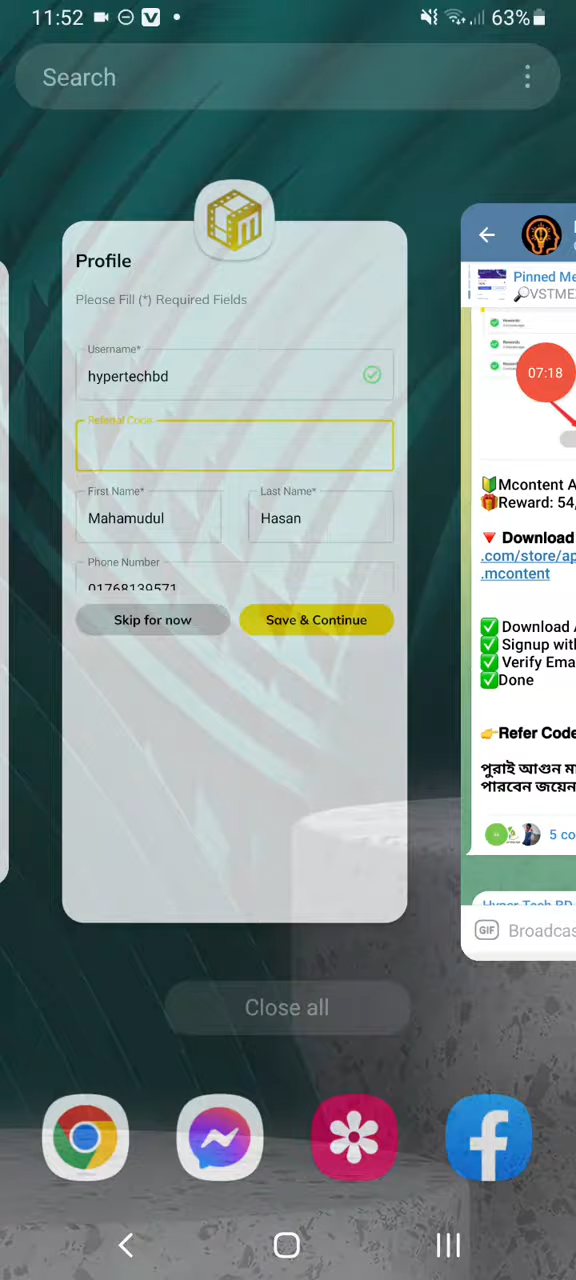 11:52
63%
Search
Profile
Please Fill (*) Required Fields
Username*
hypertechbd
Referral Code
First Name*
Mahamudul
Last Name*
Hasan
Phone Number
01768139571
Skip for now
Save & Continue
Pinned Me
🔎VSTME
07:18
🔰Mcontent A
🎁Reward: 54,
🔻 Download
.com/store/ap
.mcontent
✅ Download A
✅ Signup with
✅ Verify Ema
✅Done
👉Refer Code
পুরাই আগুন মা
পারবেন জয়েন
5 co
Hyper Tech BD
GIF Broadcas
Close all